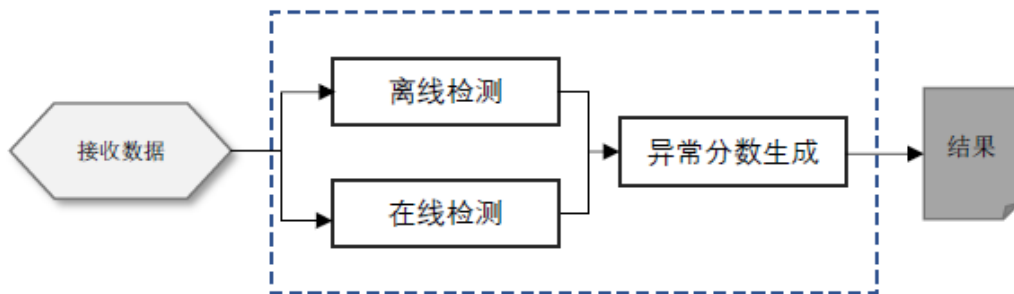 接收数据
离线检测
在线检测
异常分数生成
结果